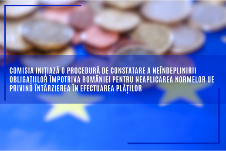 COMISIA INIȚIAZĂ O PROCEDURĂ DE CONSTATARE A NEÎNDEPLINIRII
OBLIGAȚIILOR ÎMPOTRIVA ROMÂNIEI PENTRU NEAPLICAREA NORMELOR UE
PRIVIND ÎNTÂRZIEREA ÎN EFECTUAREA PLĂȚILOR